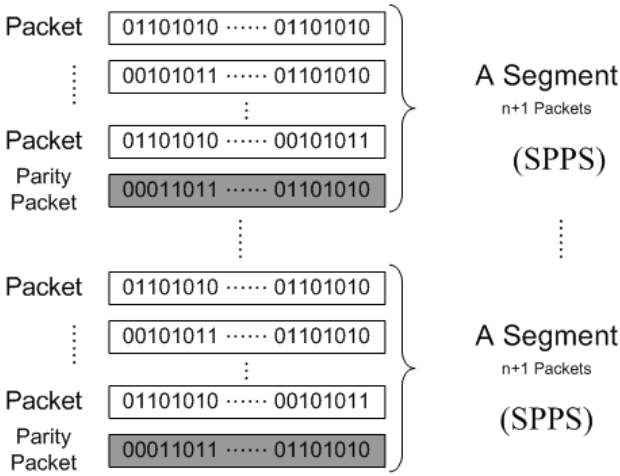 Packet 01101010 ...... 01101010
00101011 ...... 01101010
A Segment
n+1 Packets
Packet 01101010 ...... 00101011
(SPPS)
Parity
Packet
00011011 ...... 01101010
Packet 01101010 ...... 01101010
00101011 ...... 01101010
A Segment
n+1 Packets
Packet 01101010 ...... 00101011
(SPPS)
Parity
Packet
00011011 ...... 01101010